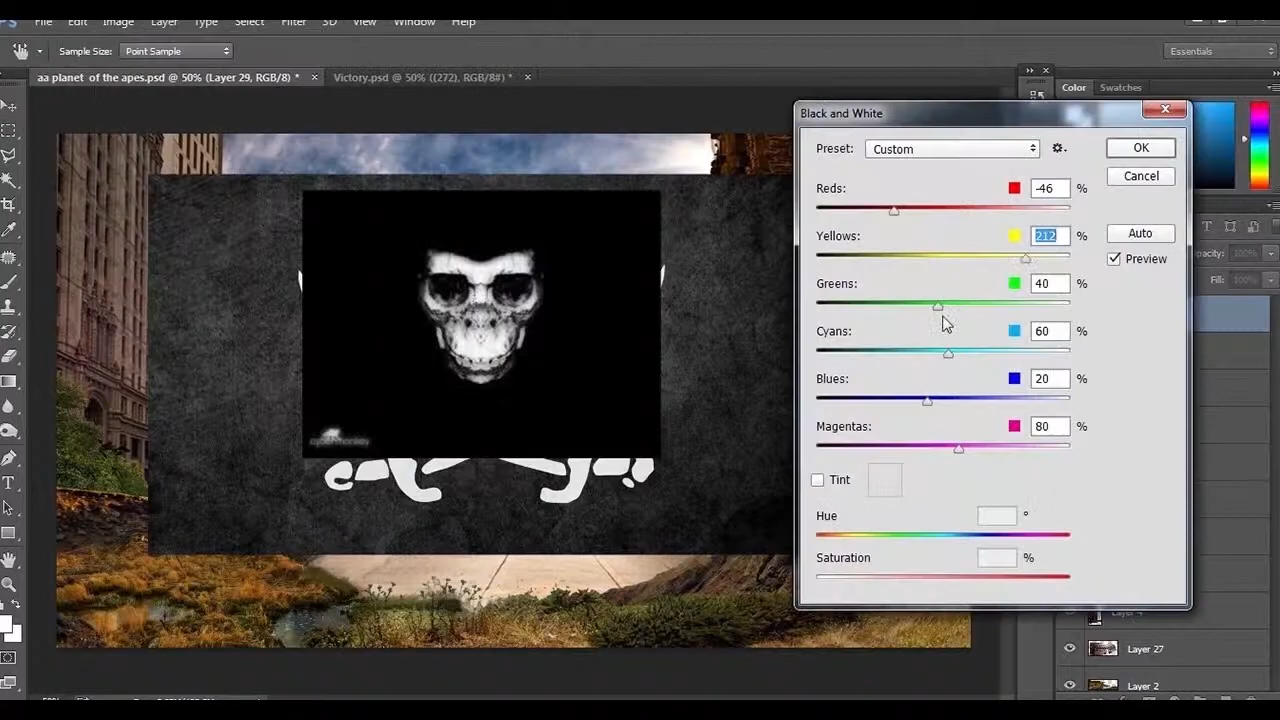 File Edit Image Layer Type Select Filter 3D View Window Help
Sample Size: Point Sample Essentials
aa planet of the apes.psd @ 50% (Layer 29, RGB/8) * × Victory.psd @ 50% ((272), RGB/8#) * ×
Color Swatches
Black and White
Preset: Custom OK
Cancel
Reds: -46 %
Yellows: 212 % Auto
Preview
Greens: 40 %
Cyans: 60 %
Blues: 20 %
Magentas: 80 %
Tint
Hue °
Saturation %
Fill: 100%
Layer 4
Layer 27
Layer 2